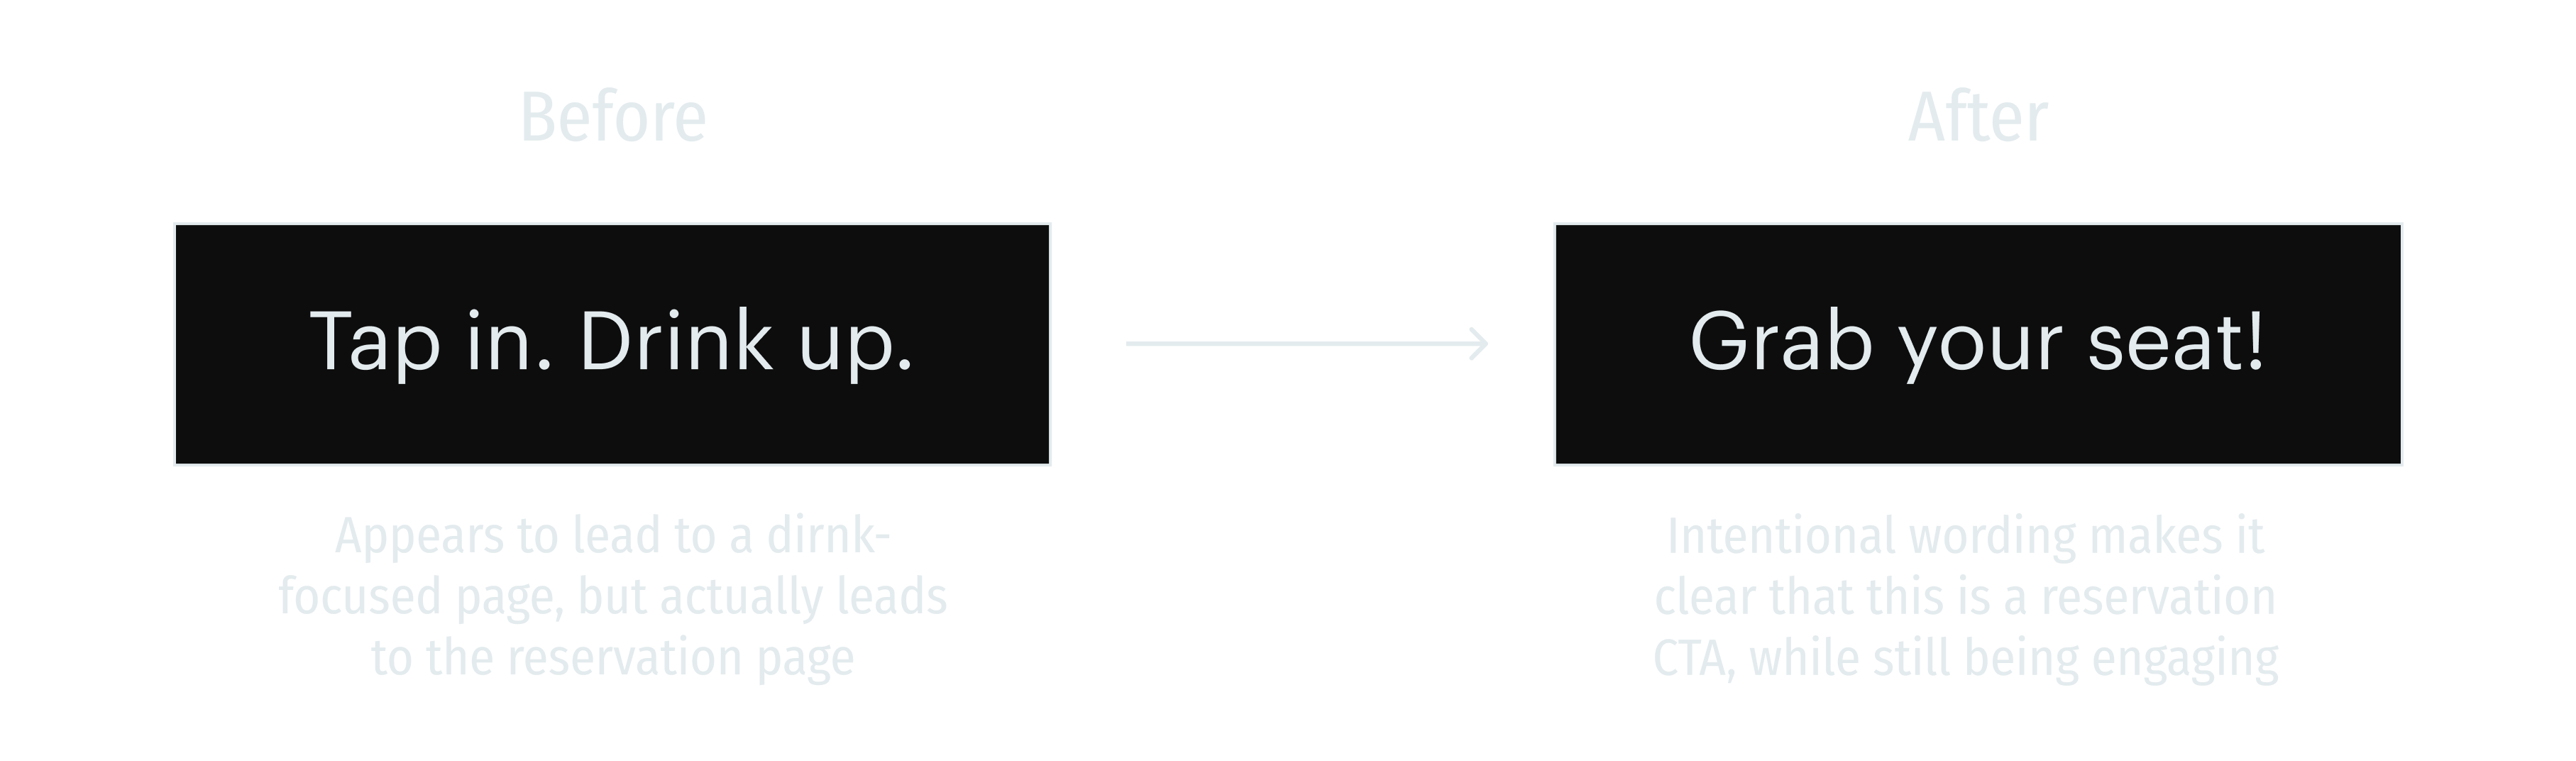 Before
After
Tap in. Drink up.
Grab your seat!
Appears to lead to a dirnk-
focused page, but actually leads
to the reservation page
Intentional wording makes it
clear that this is a reservation
CTA, while still being engaging